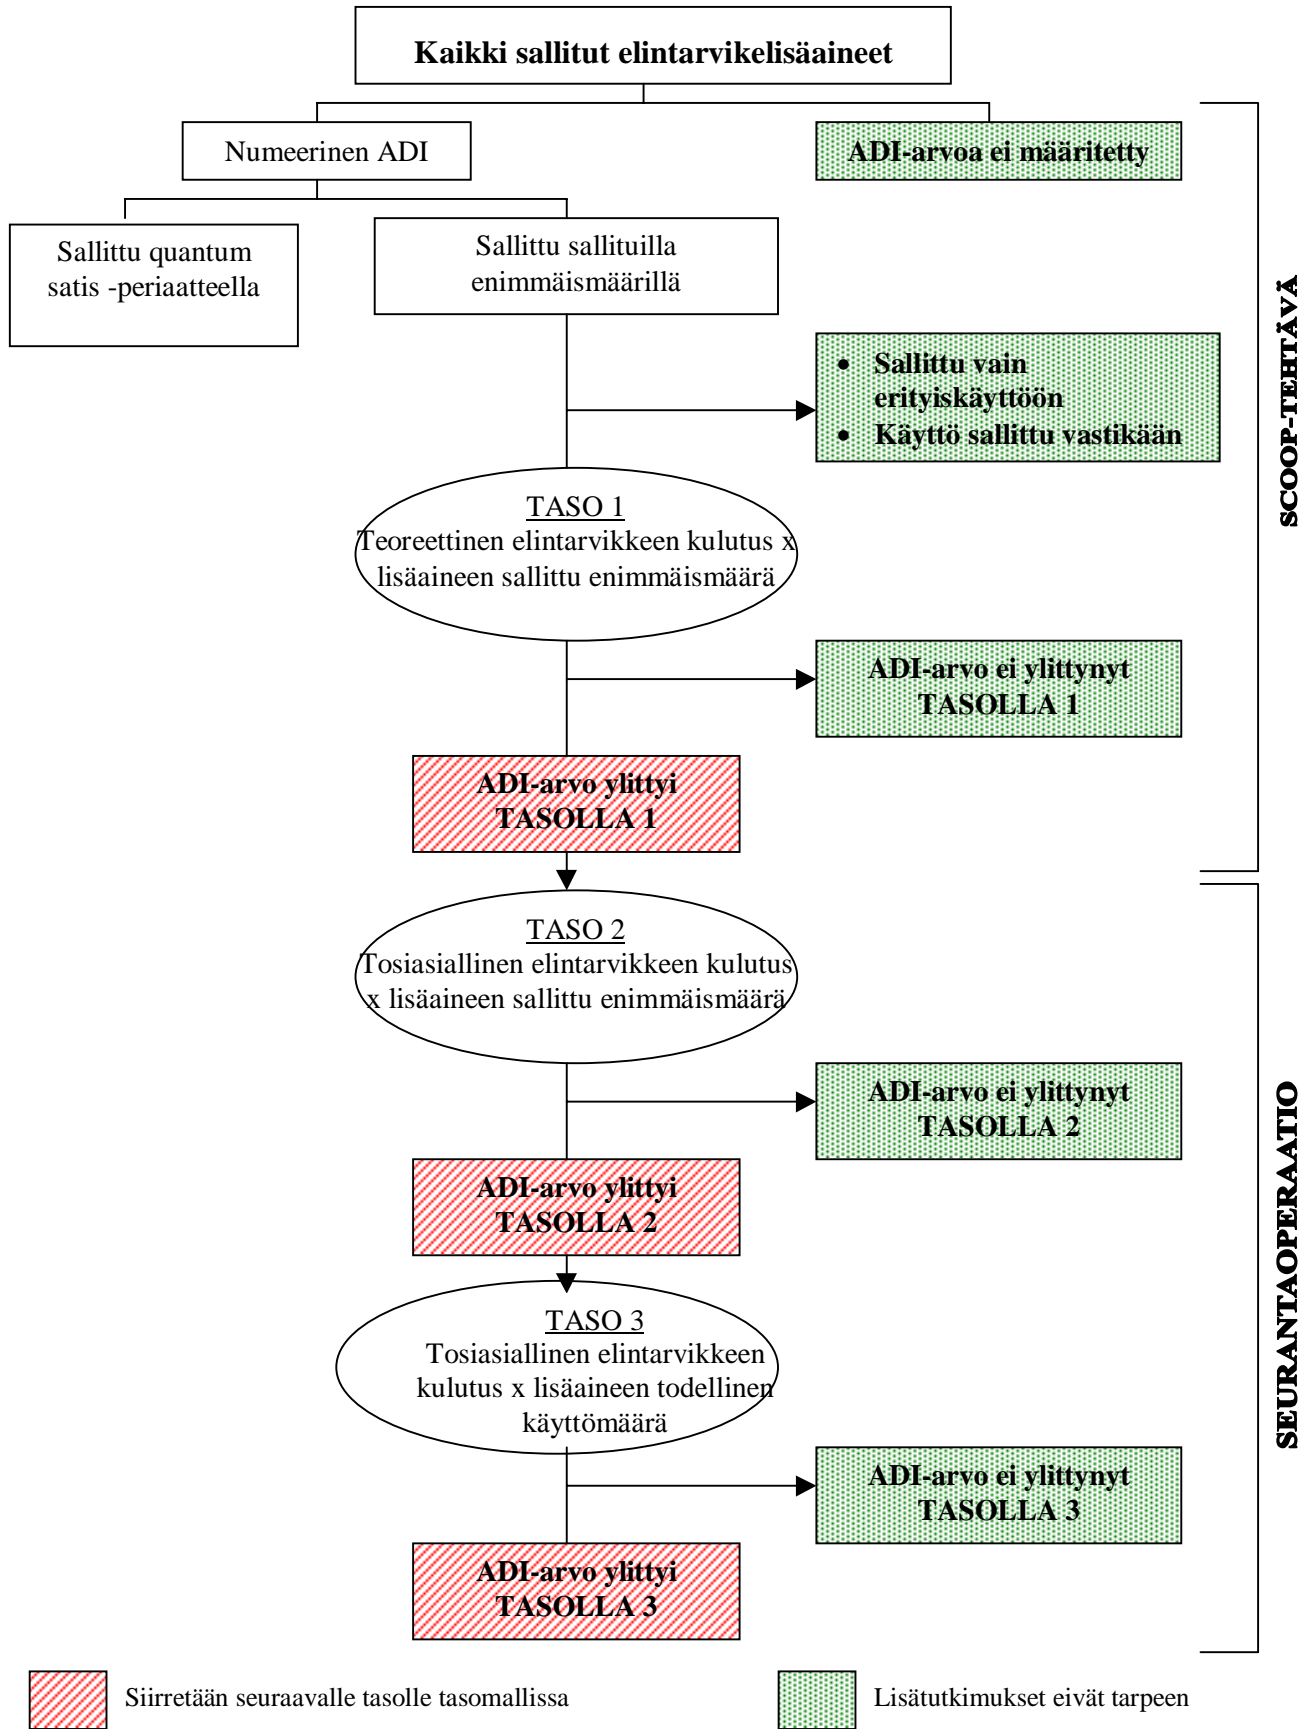 Kaikki sallitut elintarvikelisäaineet
Numeerinen ADI
ADI-arvoa ei määritetty
Sallittu quantum
satis -periaatteella
Sallittu sallituilla
enimmäismäärillä
• Sallittu vain
erityiskäyttöön
• Käyttö sallittu vastikään
SCOOP-TEHTÄVÄ
TASO 1
Teoreettinen elintarvikkeen kulutus x
lisäaineen sallittu enimmäismäärä
ADI-arvo ei ylittynyt
TASOLLA 1
ADI-arvo ylittyi
TASOLLA 1
TASO 2
Tosiasiallinen elintarvikkeen kulutus
x lisäaineen sallittu enimmäismäärä
ADI-arvo ei ylittynyt
TASOLLA 2
ADI-arvo ylittyi
TASOLLA 2
SEURANTAOPERAATIO
TASO 3
Tosiasiallinen elintarvikkeen
kulutus x lisäaineen todellinen
käyttömäärä
ADI-arvo ei ylittynyt
TASOLLA 3
ADI-arvo ylittyi
TASOLLA 3
Siirretään seuraavalle tasolle tasomallissa
Lisätutkimukset eivät tarpeen